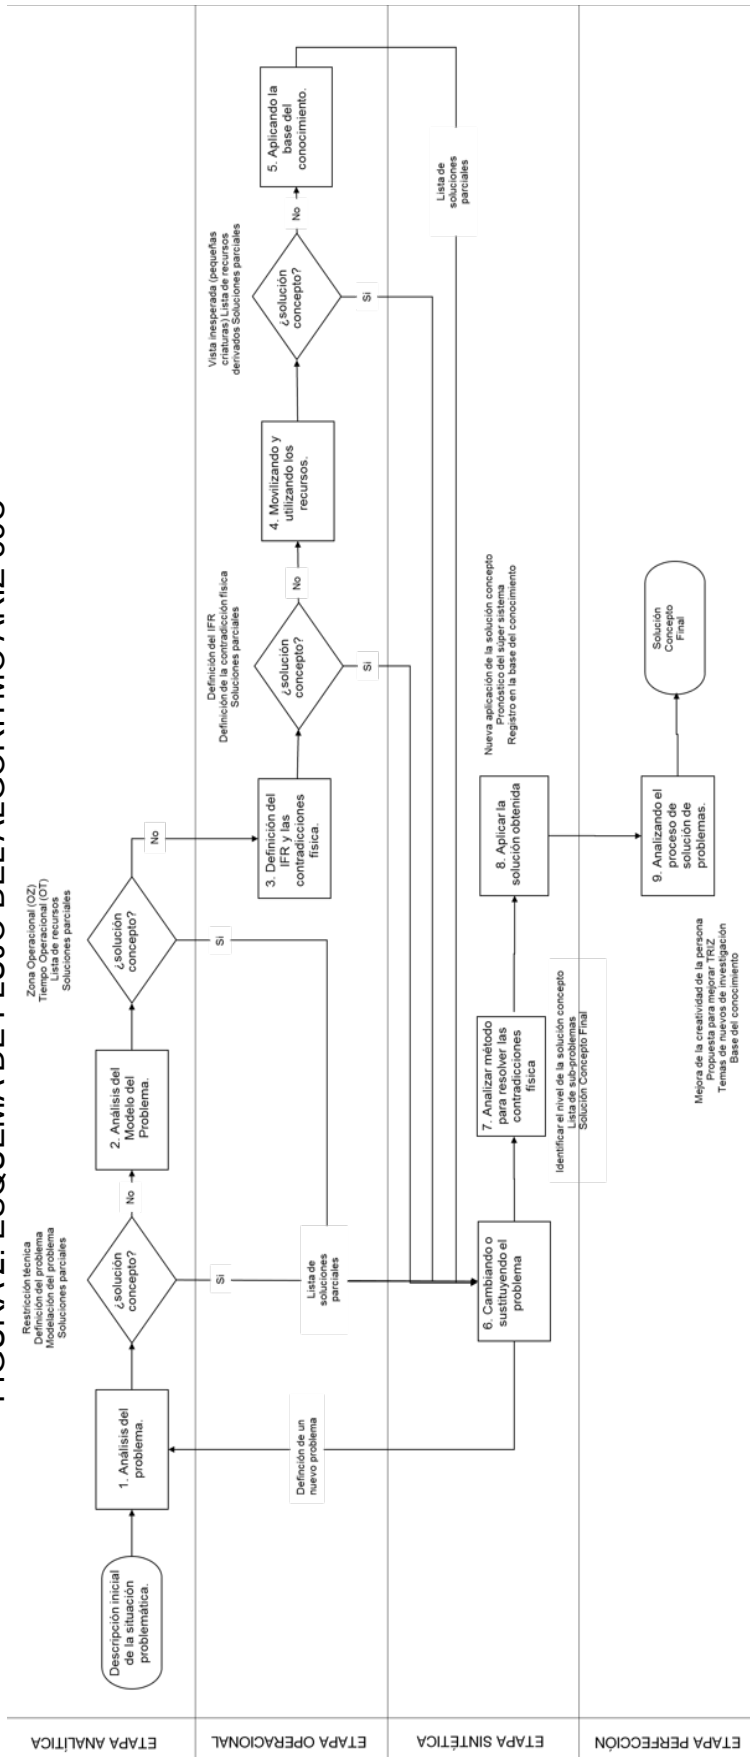 ETAPA ANALÍTICA
Descripción inicial
de la situación
problemática.
1. Análisis del
problema.
Restricción técnica
Definición del problema
Modelación del problema
Soluciones parciales
¿solución
concepto?
No
Si
2. Análisis del
Modelo del
Problema.
Zona Operacional (OZ)
Tiempo Operacional (OT)
Lista de recursos
Soluciones parciales
¿solución
concepto?
No
Si
ETAPA OPERACIONAL
Definción de un
nuevo problema
Lista de
soluciones
parciales
3. Definición del
IFR y las
contradicciones
física.
Definición del IFR
Definición de la contradicción física
Soluciones parciales
¿solución
concepto?
No
Si
4. Movilizando y
utilizando los
recursos.
Vista inesperada (pequeñas
criaturas) Lista de recursos
derivados Soluciones parciales
¿solución
concepto?
No
Si
5. Aplicando la
base del
conocimiento.
ETAPA SINTÉTICA
Lista de
soluciones
parciales
6. Cambiando o
sustituyendo el
problema
7. Analizar método
para resolver las
contradicciones
física
Identificar el nivel de la solución concepto
Lista de sub-problemas
Solución Concepto Final
8. Aplicar la
solución obtenida
Nueva aplicación de la solución concepto
Pronóstico del súper sistema
Registro en la base del conocimiento
ETAPA PERFECCIÓN
9. Analizando el
proceso de
solución de
problemas.
Mejora de la creatividad de la persona
Propuesta para mejorar TRIZ
Temas de nuevos de investigación
Base del conocimiento
Solución
Concepto
Final